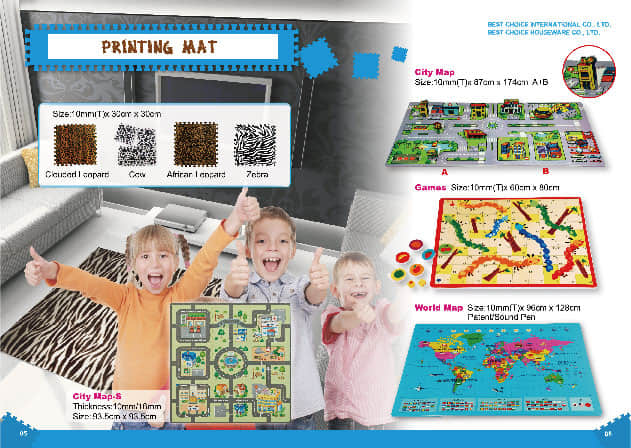 PRINTING MAT
Size:10mm(T)x 30cm x 30cm
Clouded Leopard
Cow
African Leopard
Zebra
City Map-S
Thickness:10mm/16mm
Size: 93.5cm x 93.5cm
05
BEST CHOICE INTERNATIONAL CO., LTD.
BEST CHOICE HOUSEWARE CO., LTD.
City Map
Size:10mm(T)x 87cm x 174cm A+B
A
B
Games Size:10mm(T)x 60cm x 80cm
World Map Size:10mm(T)x 96cm x 128cm
Patent/Sound Pen
06